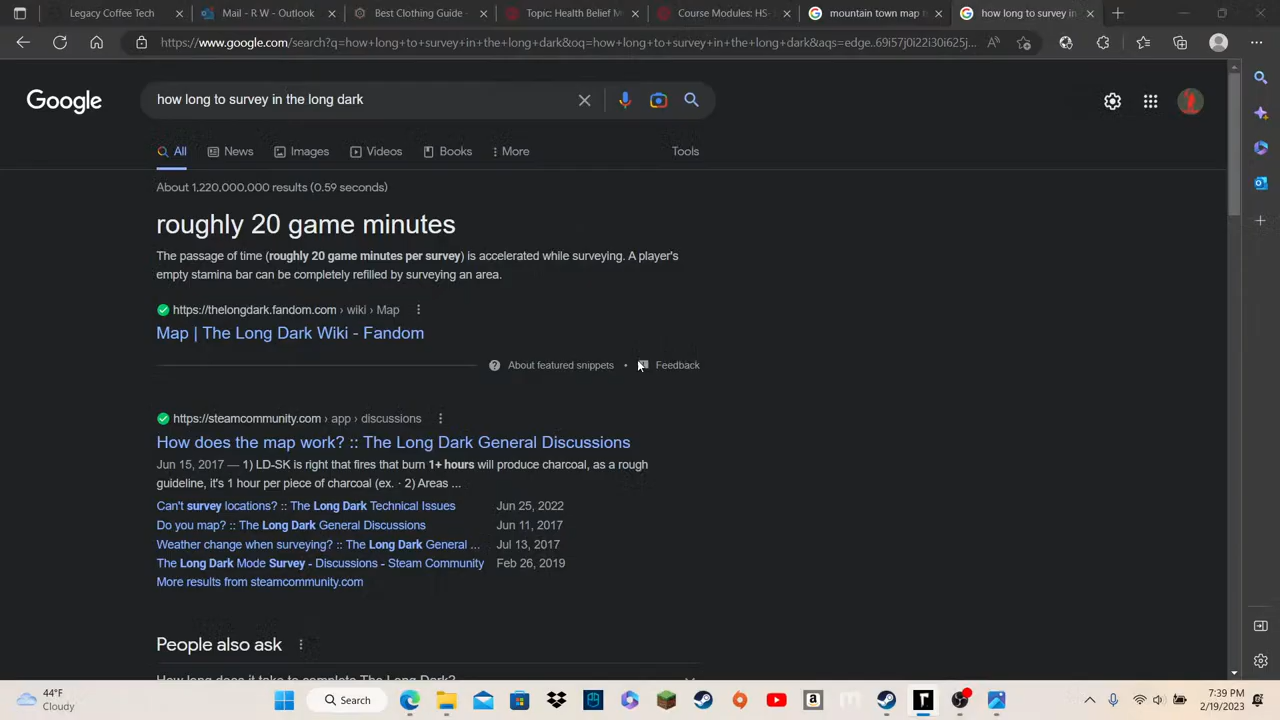 Legacy Coffee Tech
Mail - R W - Outlook
Best Clothing Guide -
Topic: Health Belief M
Course Modules: HS-
mountain town map
how long to survey in
https://www.google.com/search?q=how+long+to+survey+in+the+long+dark&oq=how+long+to+survey+in+the+long+dark&aqs=edge..69i57j0i22i30i625j...
Google
how long to survey in the long dark
All
News
Images
Videos
Books
More
Tools
About 1,220,000,000 results (0.59 seconds)
roughly 20 game minutes
The passage of time (roughly 20 game minutes per survey) is accelerated while surveying. A player's
empty stamina bar can be completely refilled by surveying an area.
https://thelongdark.fandom.com › wiki › Map
Map | The Long Dark Wiki - Fandom
About featured snippets • Feedback
https://steamcommunity.com › app › discussions
How does the map work? :: The Long Dark General Discussions
Jun 15, 2017 — 1) LD-SK is right that fires that burn 1+hours will produce charcoal, as a rough
guideline, it's 1 hour per piece of charcoal (ex. · 2) Areas ...
Can't survey locations? :: The Long Dark Technical Issues Jun 25, 2022
Do you map? :: The Long Dark General Discussions Jun 11, 2017
Weather change when surveying? :: The Long Dark General ... Jul 13, 2017
The Long Dark Mode Survey - Discussions - Steam Community Feb 26, 2019
More results from steamcommunity.com
People also ask
How long does it take to complete The Long Dark?
44°F
Cloudy
Search
7:39 PM
2/19/2023